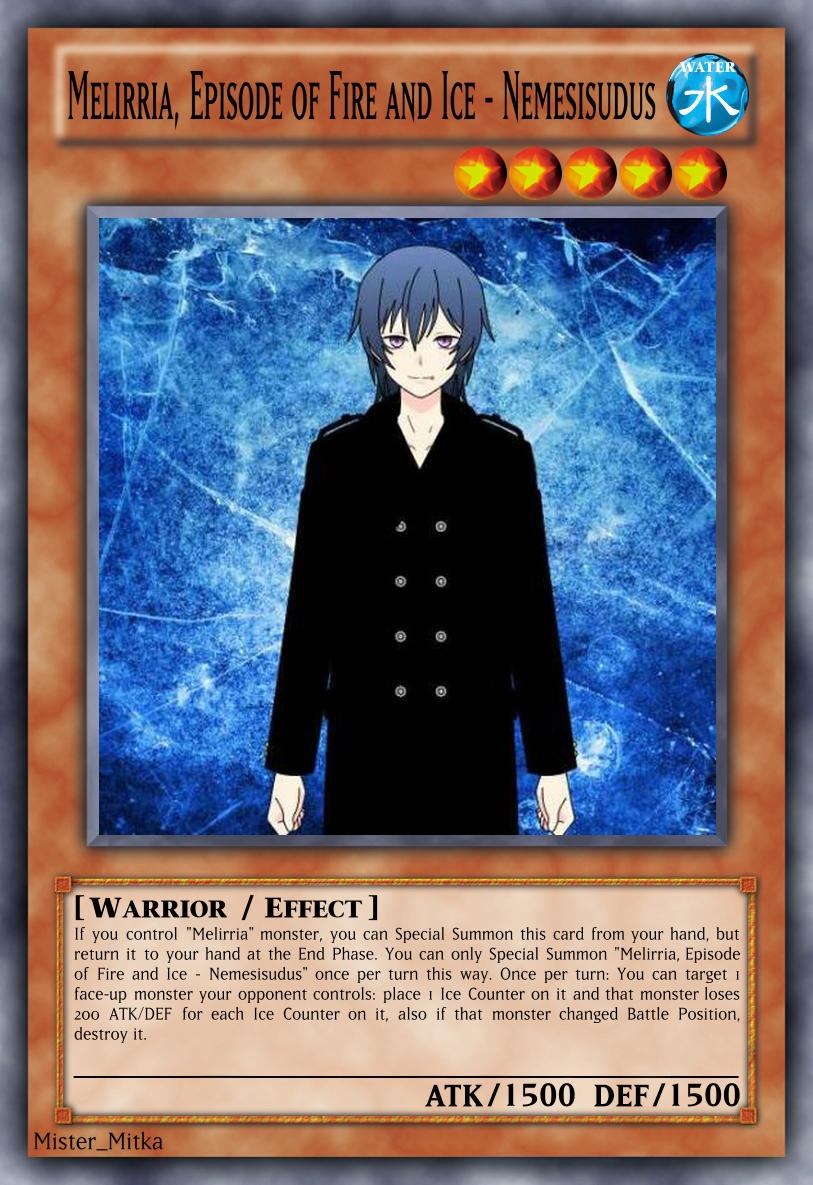 Melirria, Episode of Fire and Ice - Nemesisudus
WATER
水
[ Warrior / Effect ]
If you control "Melirria" monster, you can Special Summon this card from your hand, but
return it to your hand at the End Phase. You can only Special Summon "Melirria, Episode
of Fire and Ice - Nemesisudus" once per turn this way. Once per turn: You can target 1
face-up monster your opponent controls: place 1 Ice Counter on it and that monster loses
200 ATK/DEF for each Ice Counter on it, also if that monster changed Battle Position,
destroy it.
ATK/1500 DEF/1500
Mister_Mitka